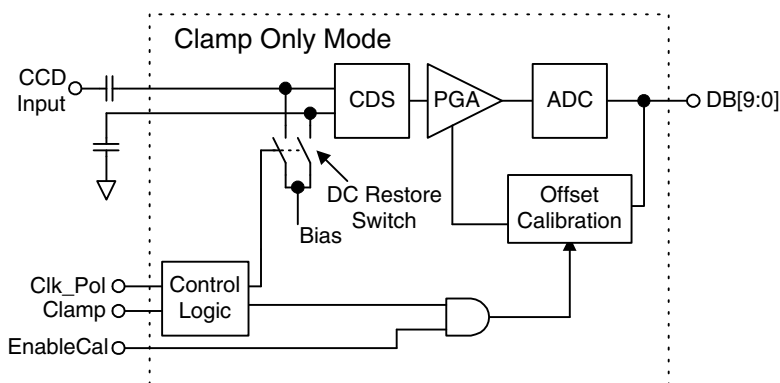 Clamp Only Mode
CCD
Input
CDS
PGA
ADC
DB[9:0]
DC Restore
Switch
Bias
Offset
Calibration
Clk_Pol
Clamp
EnableCal
Control
Logic